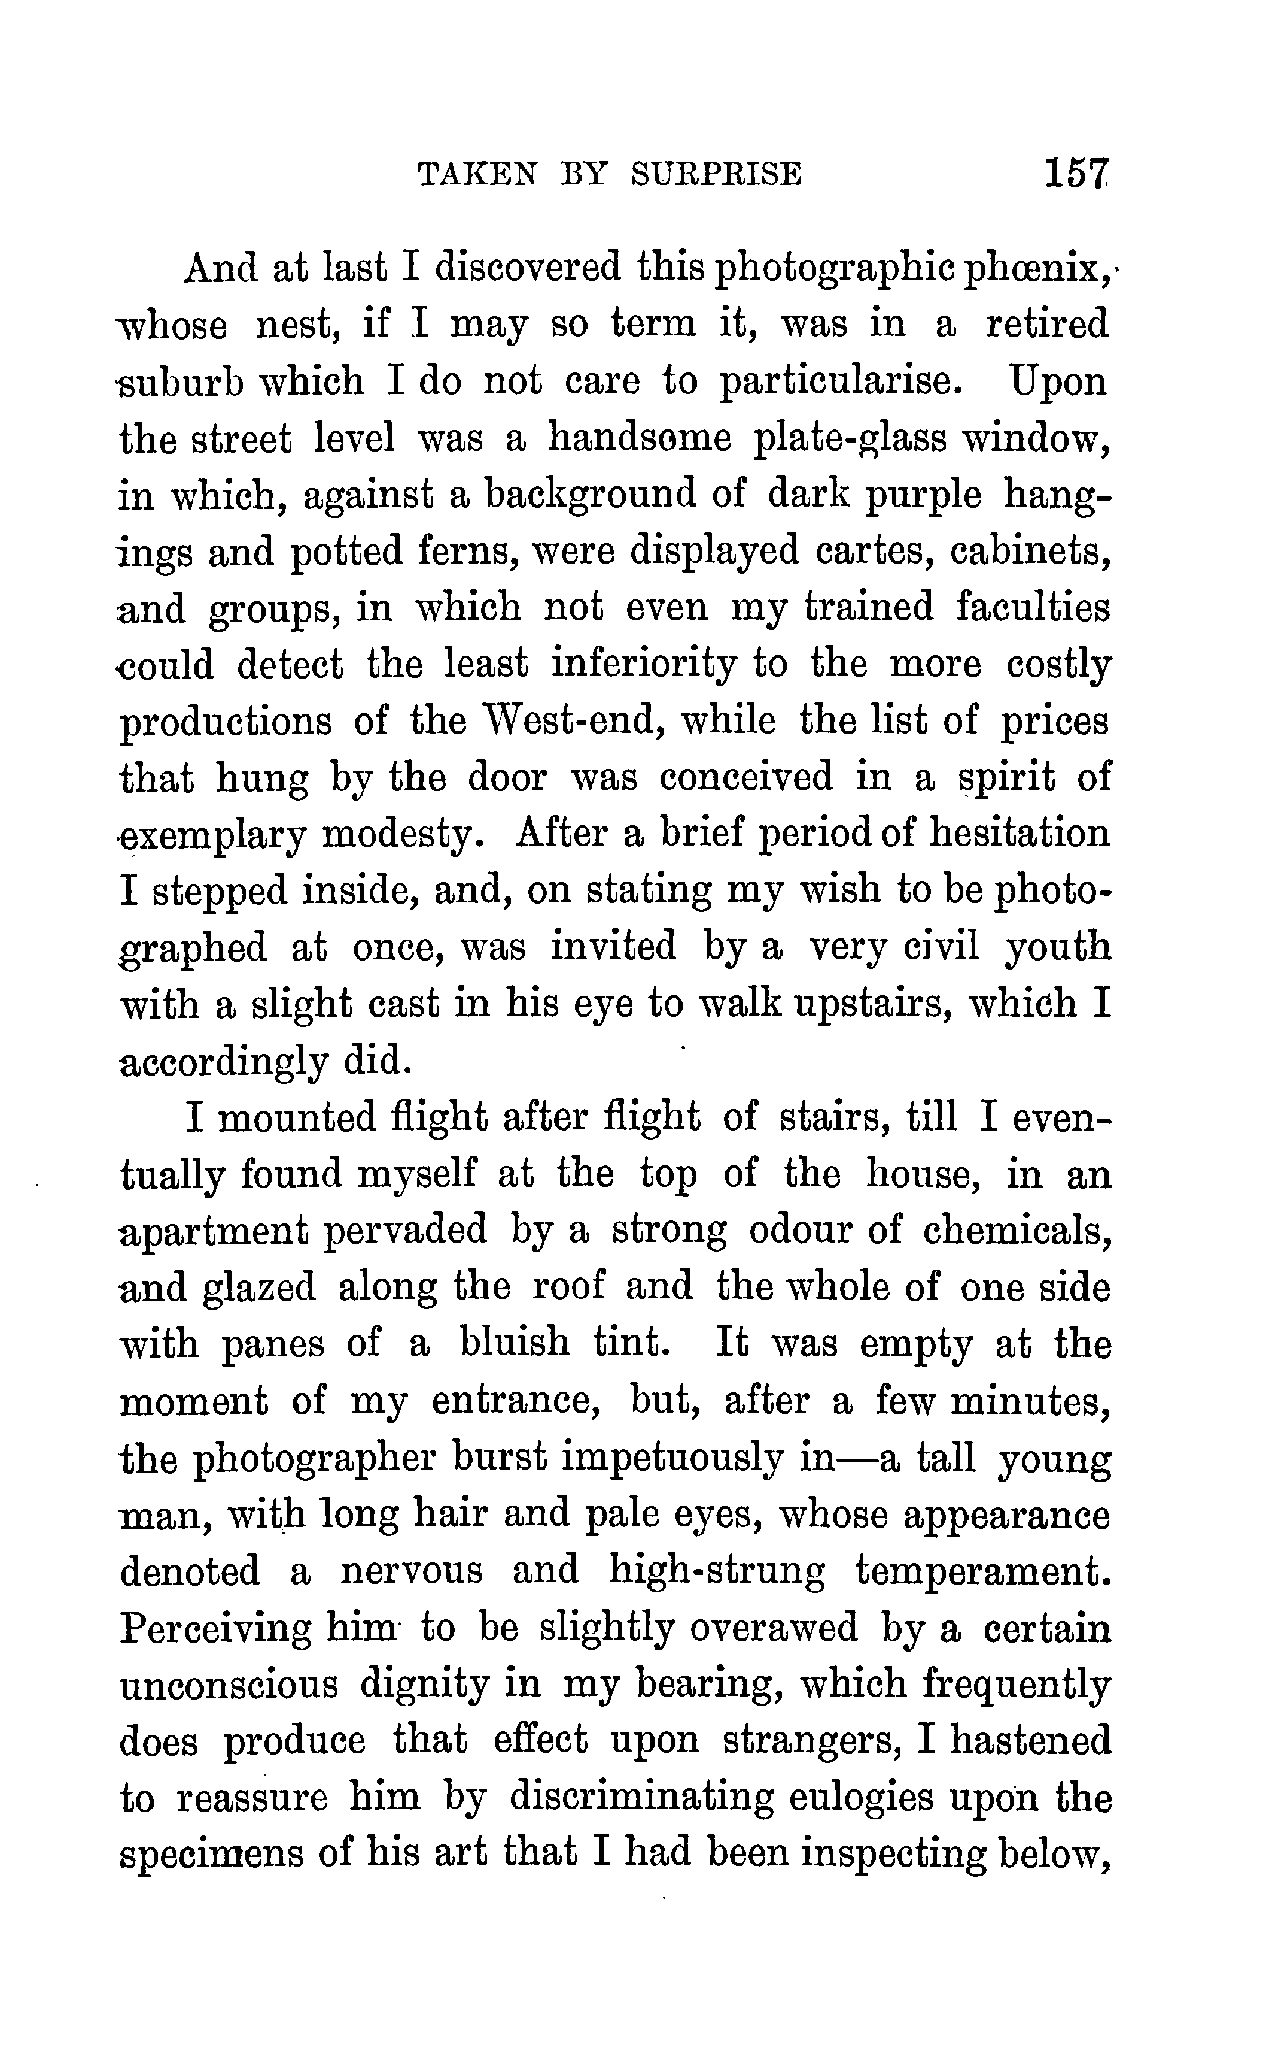 TAKEN BY SURPRISE 157
And at last I discovered this photographic phœnix,
whose nest, if I may so term it, was in a retired
suburb which I do not care to particularise. Upon
the street level was a handsome plate-glass window,
in which, against a background of dark purple hang-
ings and potted ferns, were displayed cartes, cabinets,
and groups, in which not even my trained faculties
could detect the least inferiority to the more costly
productions of the West-end, while the list of prices
that hung by the door was conceived in a spirit of
exemplary modesty. After a brief period of hesitation
I stepped inside, and, on stating my wish to be photo-
graphed at once, was invited by a very civil youth
with a slight cast in his eye to walk upstairs, which I
accordingly did.
I mounted flight after flight of stairs, till I even-
tually found myself at the top of the house, in an
apartment pervaded by a strong odour of chemicals,
and glazed along the roof and the whole of one side
with panes of a bluish tint. It was empty at the
moment of my entrance, but, after a few minutes,
the photographer burst impetuously in—a tall young
man, with long hair and pale eyes, whose appearance
denoted a nervous and high-strung temperament.
Perceiving him to be slightly overawed by a certain
unconscious dignity in my bearing, which frequently
does produce that effect upon strangers, I hastened
to reassure him by discriminating eulogies upon the
specimens of his art that I had been inspecting below,